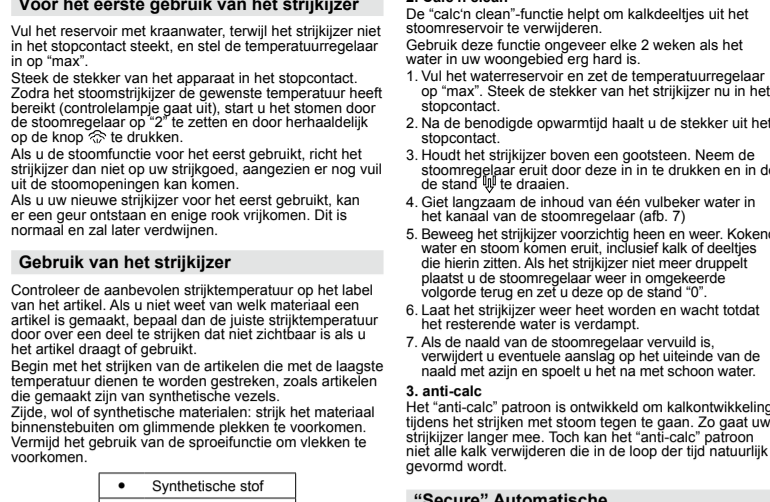 Voor het eerste gebruik van het strijkijzer
Vul het reservoir met kraanwater, terwijl het strijkijzer niet
in het stopcontact steekt, en stel de temperatuurregelaar
in op “max”.
Steek de stekker van het apparaat in het stopcontact.
Zodra het stoomstrijkijzer de gewenste temperatuur heeft
bereikt (controlelampje gaat uit), start u het stomen door
de stoomregelaar op “2” te zetten en door herhaaldelijk
op de knop te drukken.
Als u de stoomfunctie voor het eerst gebruikt, richt het
strijkijzer dan niet op uw strijkgoed, aangezien er nog vuil
uit de stoomopeningen kan komen.
Als u uw nieuwe strijkijzer voor het eerst gebruikt, kan
er een geur ontstaan en enige rook vrijkomen. Dit is
normaal en zal later verdwijnen.
Gebruik van het strijkijzer
Controleer de aanbevolen strijktemperatuur op het label
van het artikel. Als u niet weet van welk materiaal een
artikel is gemaakt, bepaal dan de juiste strijktemperatuur
door over een deel te strijken dat niet zichtbaar is als u
het artikel draagt of gebruikt.
Begin met het strijken van de artikelen die met de laagste
temperatuur dienen te worden gestreken, zoals artikelen
die gemaakt zijn van synthetische vezels.
Zijde, wol of synthetische materialen: strijk het materiaal
binnenstebuiten om glimmende plekken te voorkomen.
Vermijd het gebruik van de sproeifunctie om vlekken te
voorkomen.
• Synthetische stof
2. Calc'n clean
De “calc‘n clean”-functie helpt om kalkdeeltjes uit het
stoomreservoir te verwijderen.
Gebruik deze functie ongeveer elke 2 weken als het
water in uw woongebied erg hard is.
1. Vul het waterreservoir en zet de temperatuurregelaar
op “max”. Steek de stekker van het strijkijzer nu in het
stopcontact.
2. Na de benodigde opwarmtijd haalt u de stekker uit het
stopcontact.
3. Houdt het strijkijzer boven een gootsteen. Neem de
stoomregelaar eruit door deze in in te drukken en in de
de stand te draaien.
4. Giet langzaam de inhoud van één vulbeker water in
het kanaal van de stoomregelaar (afb. 7)
5. Beweeg het strijkijzer voorzichtig heen en weer. Kokend
water en stoom komen eruit, inclusief kalk of deeltjes
die hierin zitten. Als het strijkijzer niet meer druppelt
plaatst u de stoomregelaar weer in omgekeerde
volgorde terug en zet u deze op de stand “0”.
6. Laat het strijkijzer weer heet worden en wacht totdat
het resterende water is verdampt.
7. Als de naald van de stoomregelaar vervuild is,
verwijdert u eventuele aanslag op het uiteinde van de
naald met azijn en spoelt u het na met schoon water.
3. anti-calc
Het “anti-calc” patroon is ontwikkeld om kalkontwikkeling
tijdens het strijken met stoom tegen te gaan. Zo gaat uw
strijkijzer langer mee. Toch kan het “anti-calc” patroon
niet alle kalk verwijderen die in de loop der tijd natuurlijk
gevormd wordt.
“Secure” Automatische